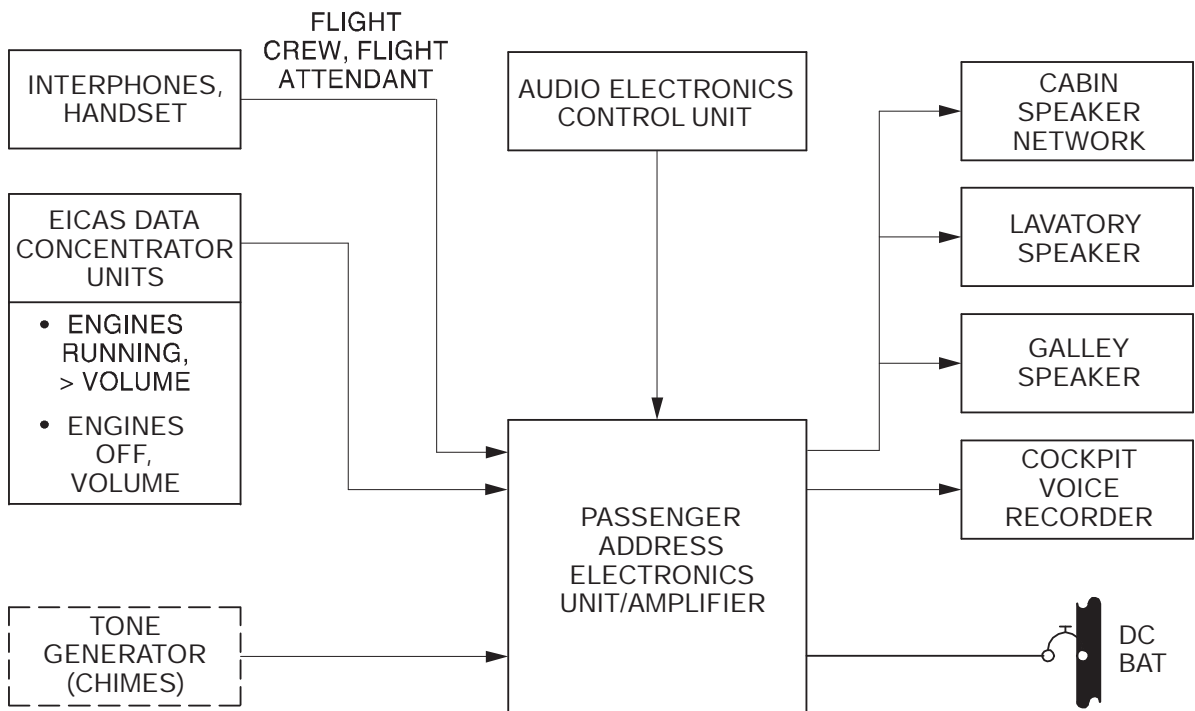 FLIGHT
CREW, FLIGHT
ATTENDANT
INTERPHONES,
HANDSET
AUDIO ELECTRONICS
CONTROL UNIT
CABIN
SPEAKER
NETWORK
EICAS DATA
CONCENTRATOR
UNITS
• ENGINES
RUNNING,
> VOLUME
• ENGINES
OFF,
VOLUME
LAVATORY
SPEAKER
GALLEY
SPEAKER
COCKPIT
VOICE
RECORDER
PASSENGER
ADDRESS
ELECTRONICS
UNIT/AMPLIFIER
TONE
GENERATOR
(CHIMES)
DC
BAT